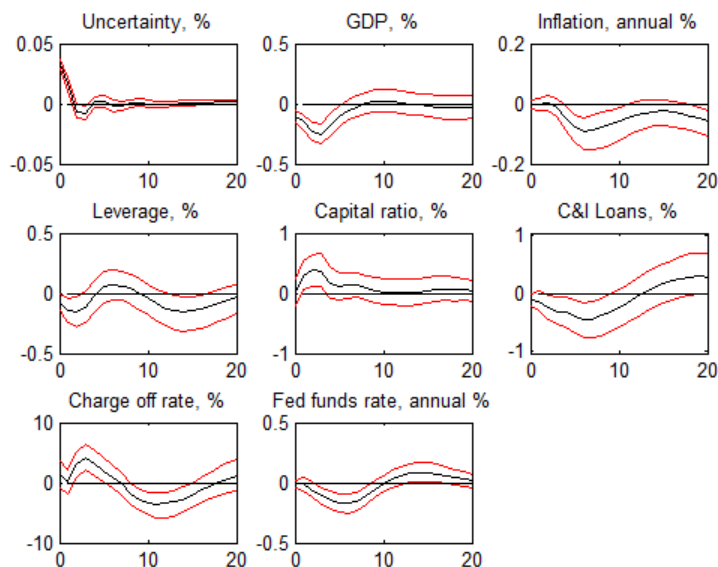 Uncertainty, %
GDP, %
Inflation, annual %
0.05
0
-0.05
0 10 20
0.5
0
-0.5
0 10 20
0.2
0
-0.2
0 10 20
Leverage, %
Capital ratio, %
C&I Loans, %
0.5
0
-0.5
0 10 20
1
0
-1
0 10 20
1
0
-1
0 10 20
Charge off rate, %
Fed funds rate, annual %
10
0
-10
0 10 20
0.5
0
-0.5
0 10 20